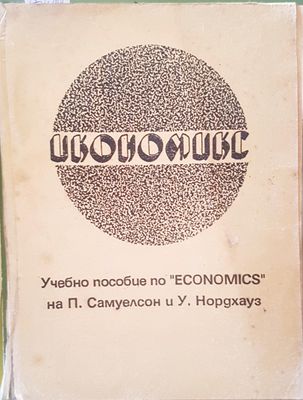 ИКОНОМИКС
Учебно пособие по "ECONOMICS"
на П. Самуелсон и У. Нордхауз